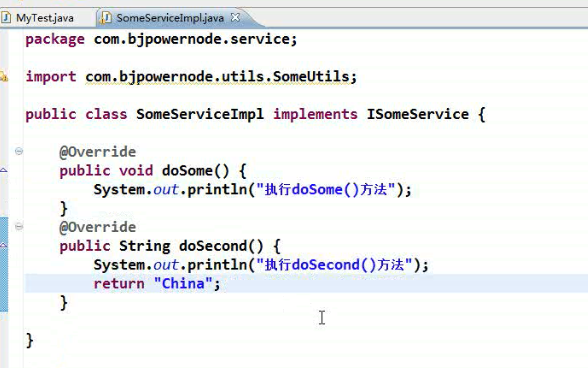 MyTest.java SomeServiceImpl.java
package com.bjpowernode.service;
import com.bjpowernode.utils.SomeUtils;
public class SomeServiceImpl implements ISomeService {
@Override
public void doSome() {
System.out.println("执行doSome()方法");
}
@Override
public String doSecond() {
System.out.println("执行doSecond()方法");
return "China";
}
}